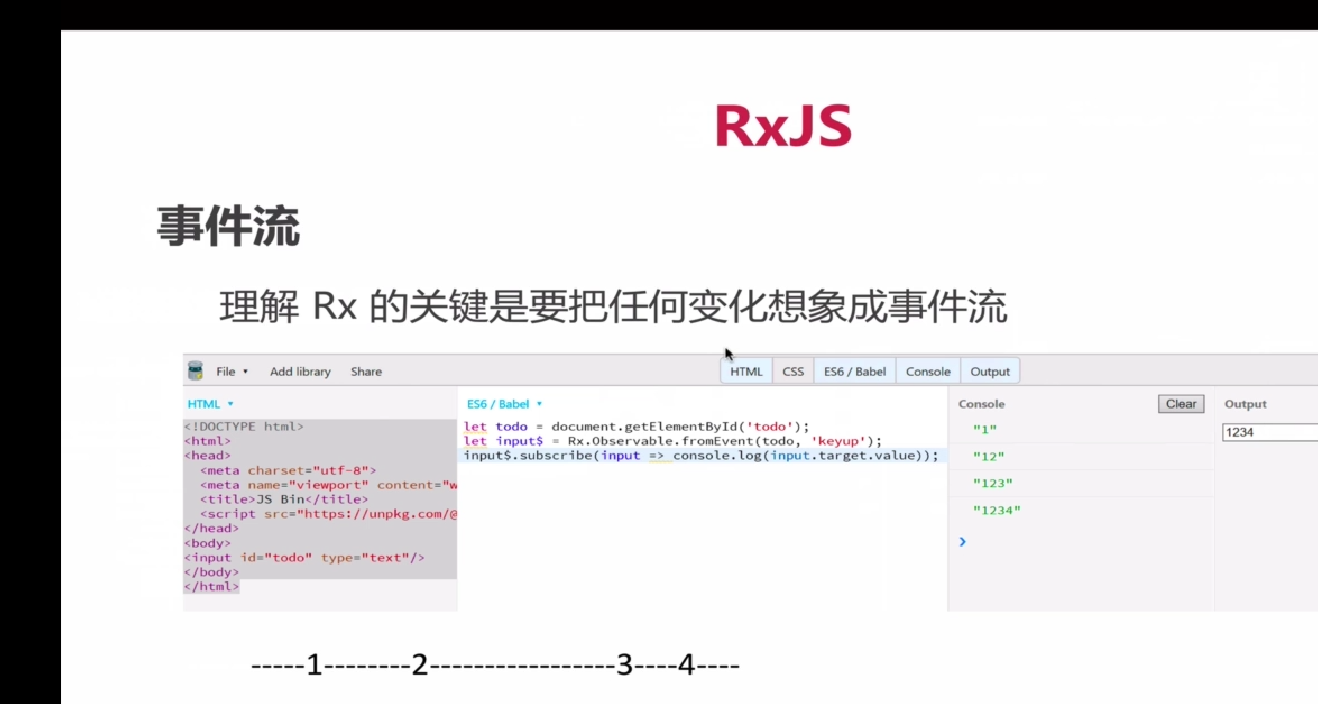 RxJS
事件流
理解 Rx 的关键是要把任何变化想象成事件流
File Add library Share HTML CSS ES6 / Babel Console Output
HTML
<!DOCTYPE html>
<html>
<head>
<meta charset="utf-8">
<meta name="viewport" content="w
<title>JS Bin</title>
<script src="https://unpkg.com/@
</head>
<body>
<input id="todo" type="text"/>
</body>
</html>
ES6 / Babel
let todo = document.getElementById('todo');
let input$ = Rx.Observable.fromEvent(todo, 'keyup');
input$.subscribe(input => console.log(input.target.value));
Console Clear
"1"
"12"
"123"
"1234"
Output
1234
-----1--------2-----------------3----4----